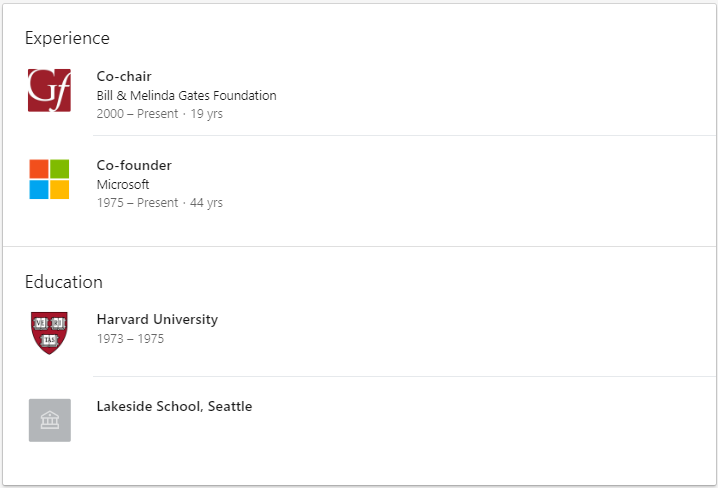 Experience
Gf
Co-chair
Bill & Melinda Gates Foundation
2000 – Present · 19 yrs
Co-founder
Microsoft
1975 – Present · 44 yrs
Education
VE RI
TAS
Harvard University
1973 – 1975
Lakeside School, Seattle